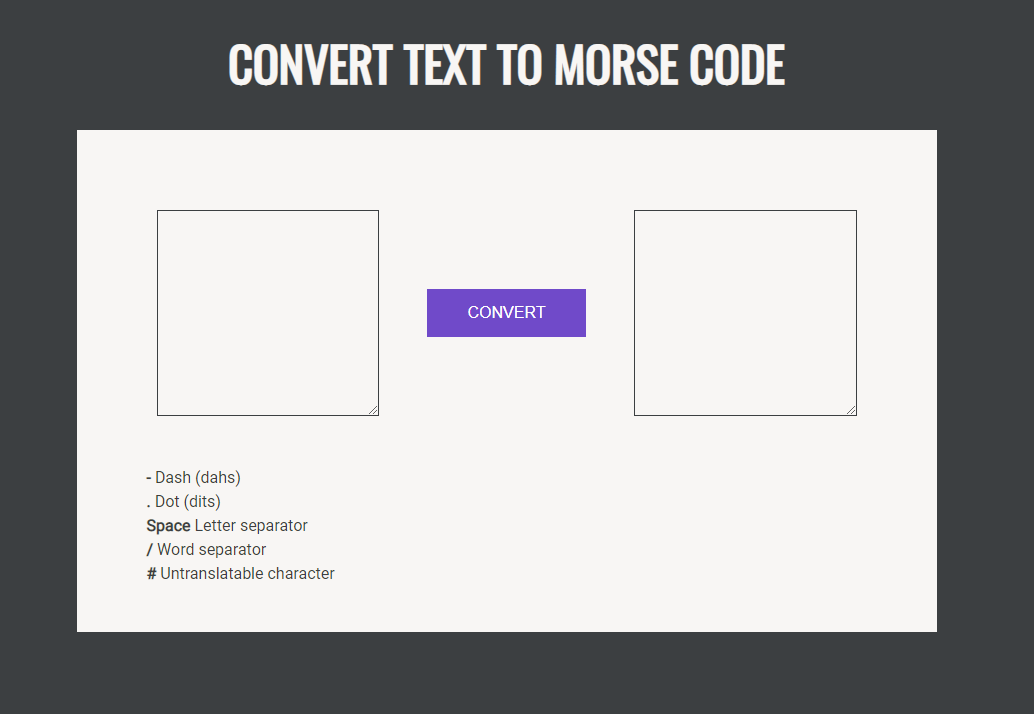 CONVERT TEXT TO MORSE CODE
CONVERT
- Dash (dahs)
. Dot (dits)
Space Letter separator
/ Word separator
# Untranslatable character